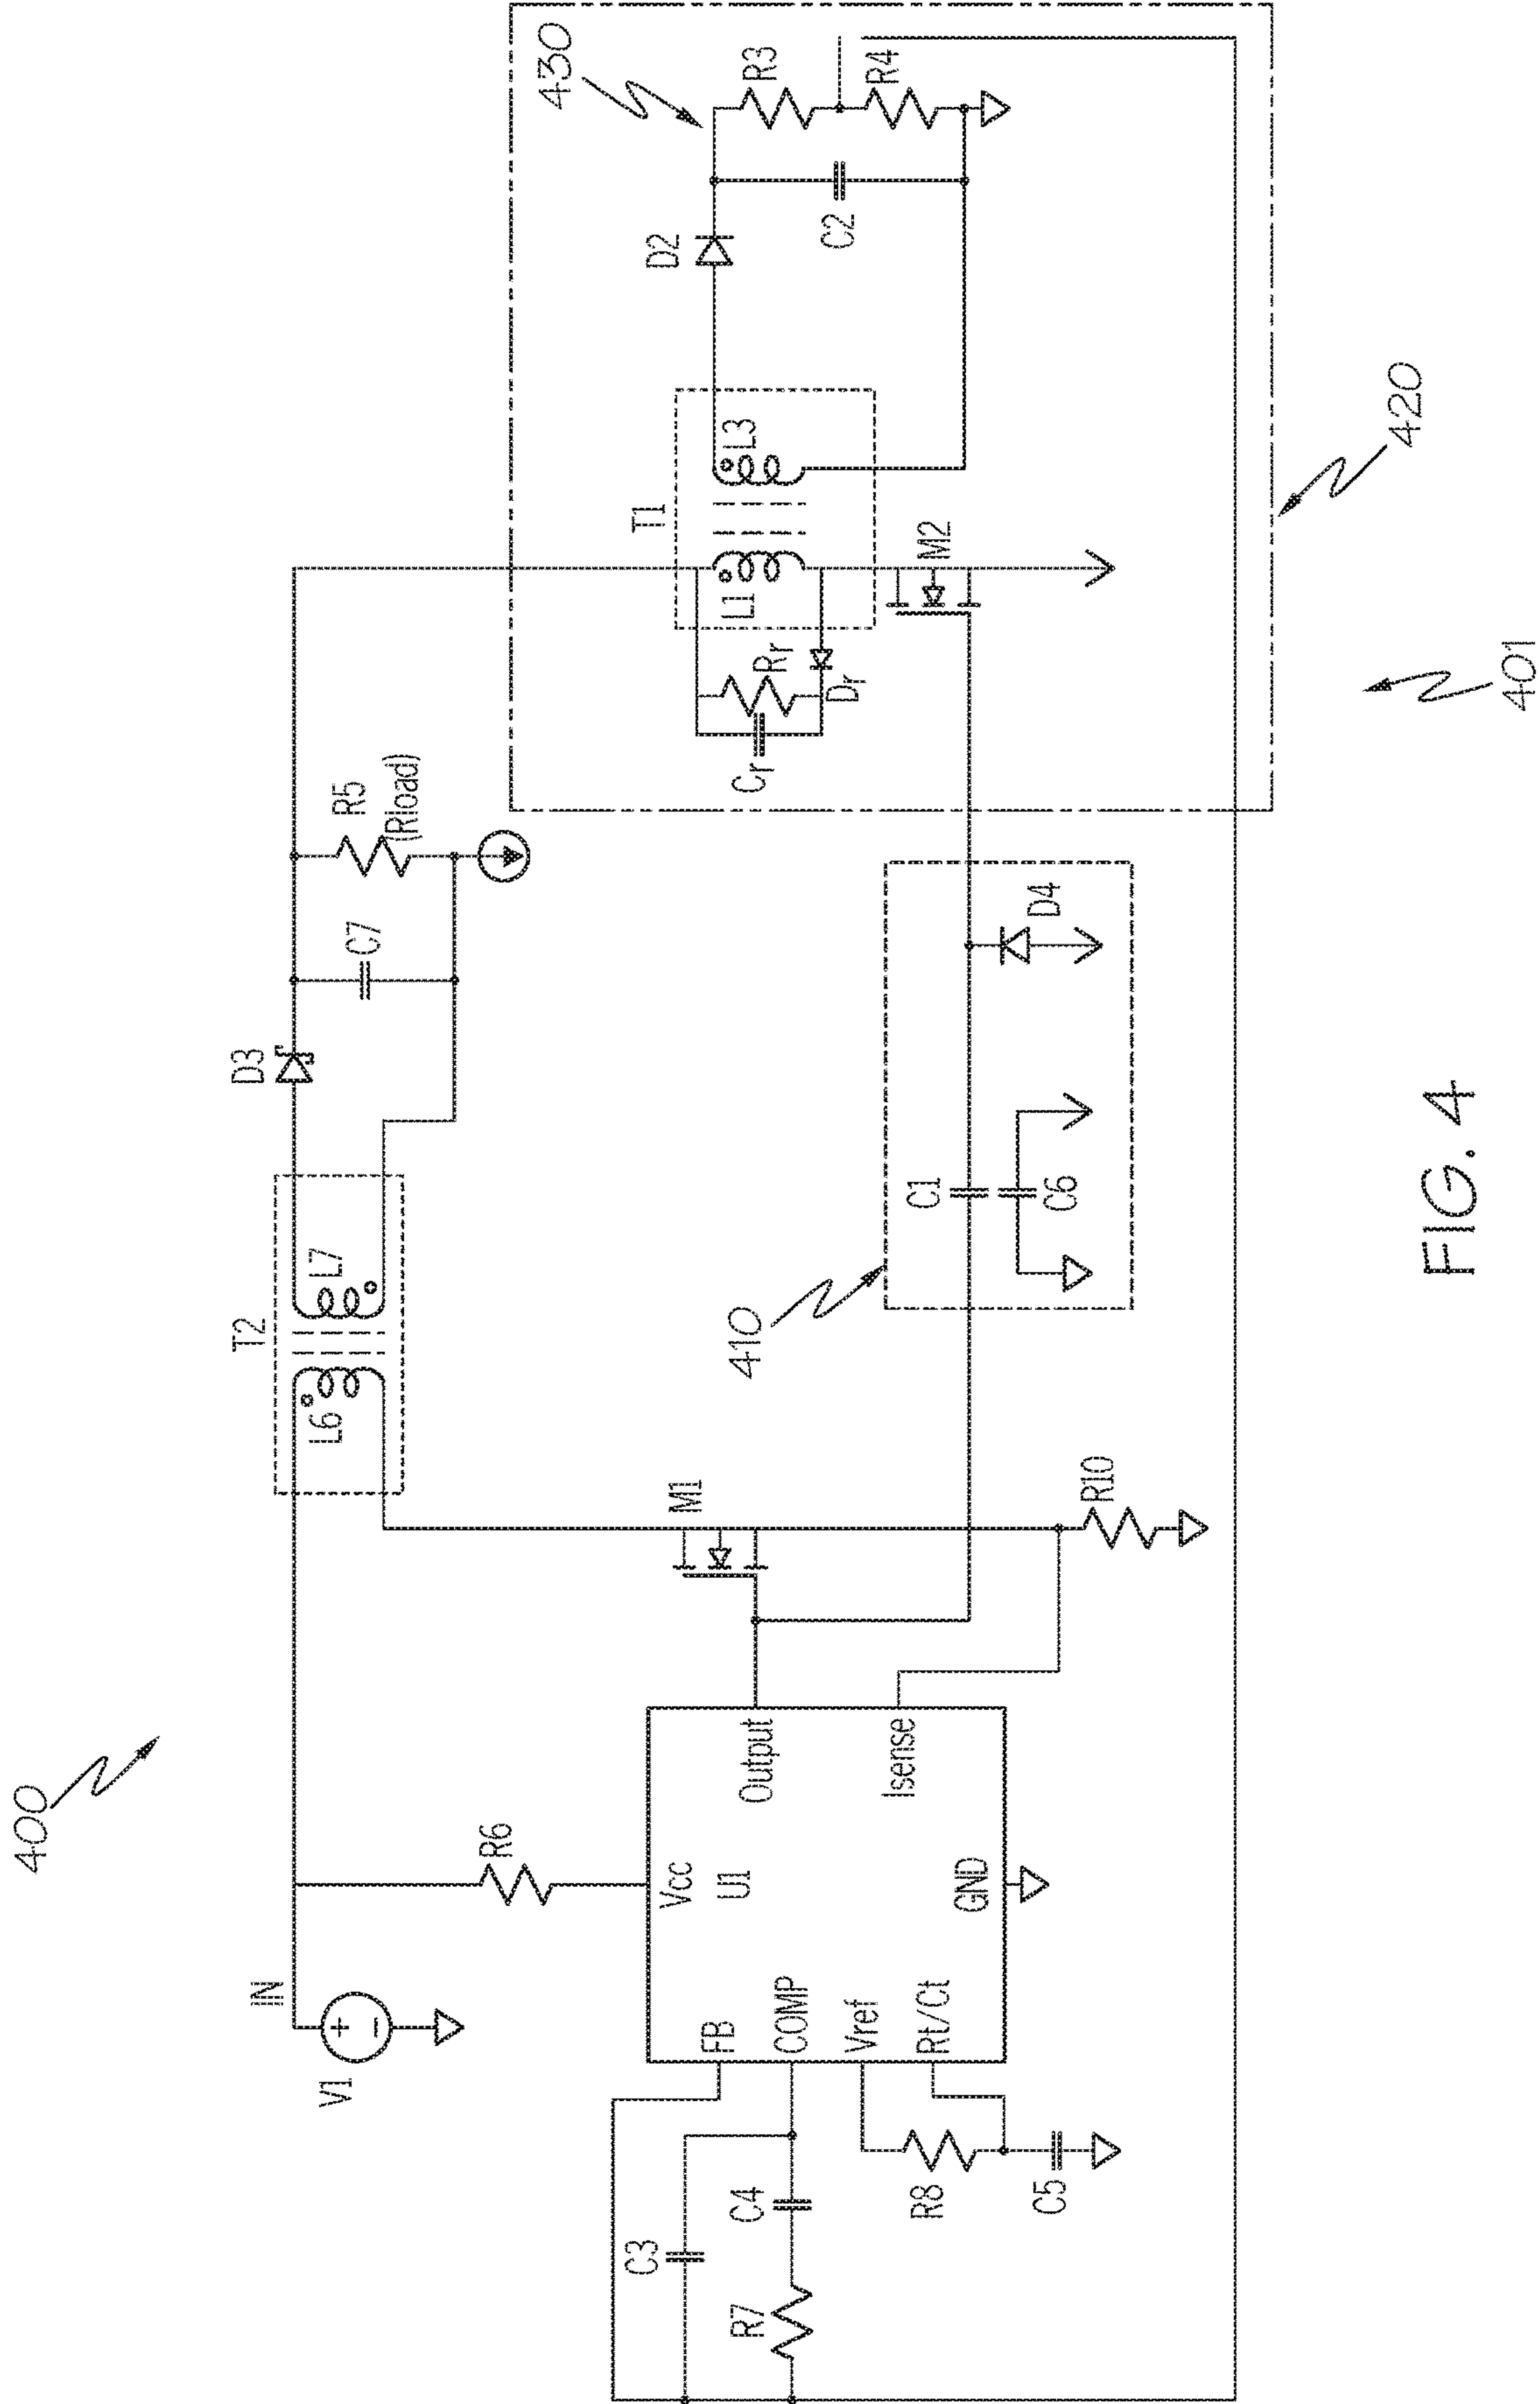 400
V1
IN
R6
T2
L6
L7
D3
C7
R5
(Rload)
430
R3
R4
D2
C2
T1
L1
L3
M2
Rr
Dr
Cr
M1
410
C1
C6
D4
420
401
R10
Vcc
U1
Output
Isense
GND
FB
COMP
Vref
Rt/Ct
C3
C4
R7
R8
C5
FIG. 4